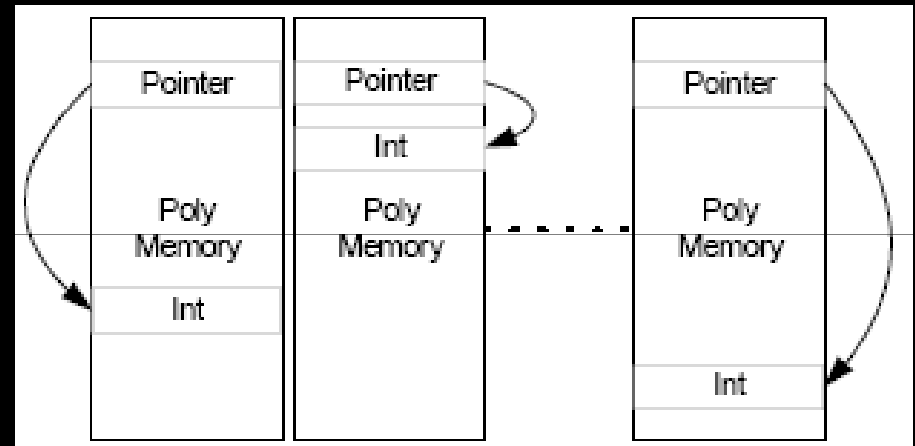 Pointer
Poly
Memory
Int
Pointer
Int
Poly
Memory
Pointer
Poly
Memory
Int